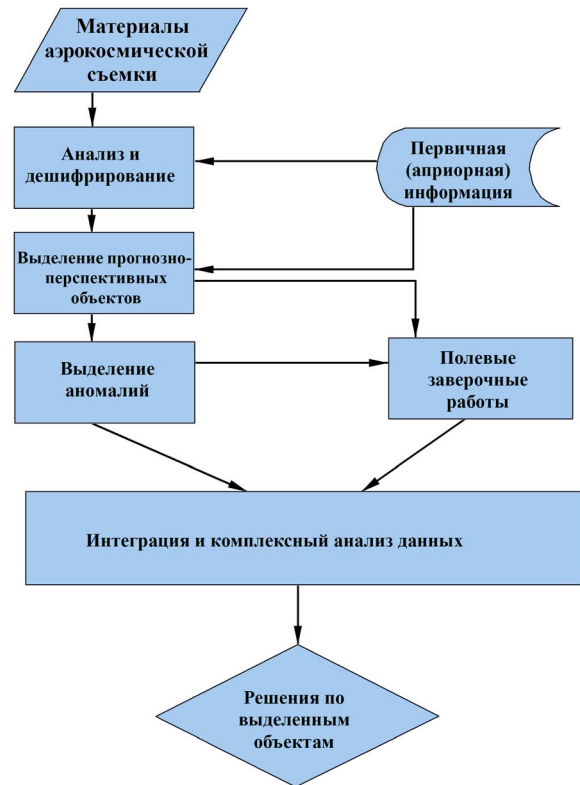 Материалы
аэрокосмической
съемки
Анализ и
дешифрирование
Первичная
(априорная)
информация
Выделение прогнозно-
перспективных
объектов
Выделение
аномалий
Полевые
заверочные
работы
Интеграция и комплексный анализ данных
Решения по
выделенным
объектам